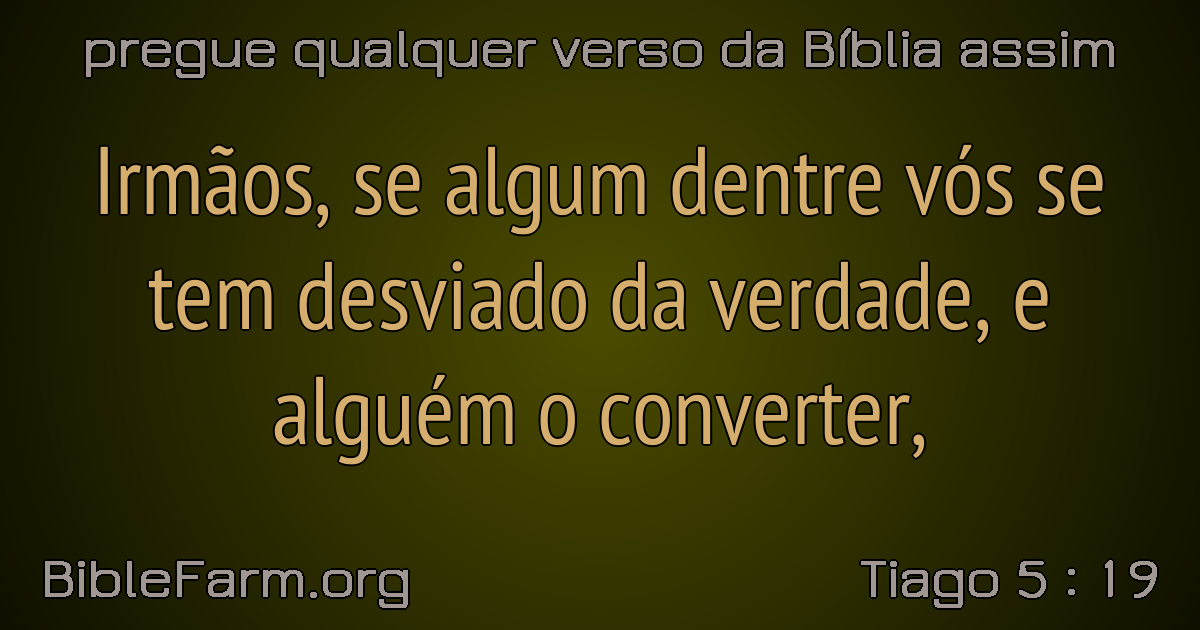 pregue qualquer verso da Bíblia assim
Irmãos, se algum dentre vós se
tem desviado da verdade, e
alguém o converter,
BibleFarm.org
Tiago 5 : 19